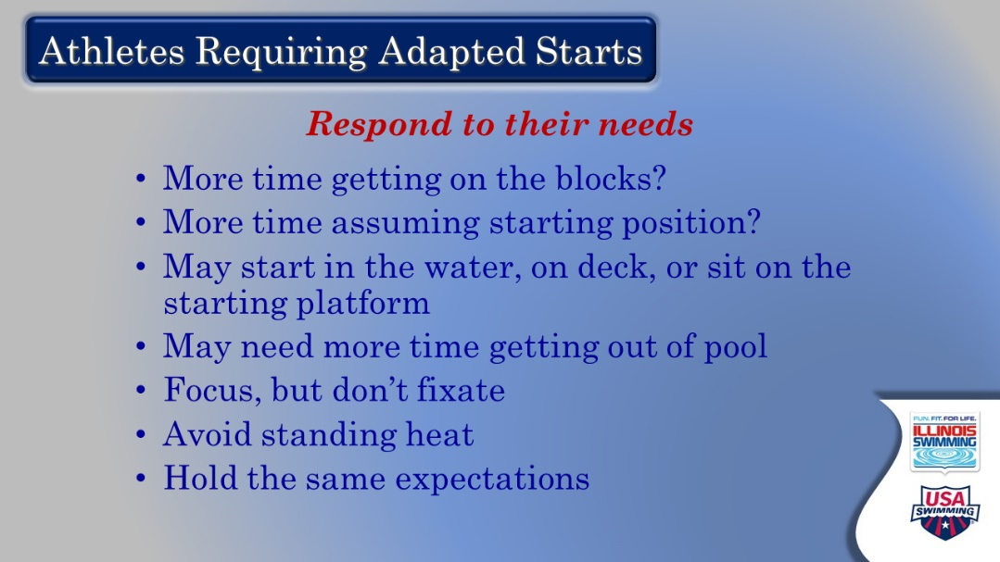 Athletes Requiring Adapted Starts
Respond to their needs
• More time getting on the blocks?
• More time assuming starting position?
• May start in the water, on deck, or sit on the
starting platform
• May need more time getting out of pool
• Focus, but don’t fixate
• Avoid standing heat
• Hold the same expectations
FUN. FIT. FOR LIFE.
ILLINOIS
SWIMMING
USA
SWIMMING